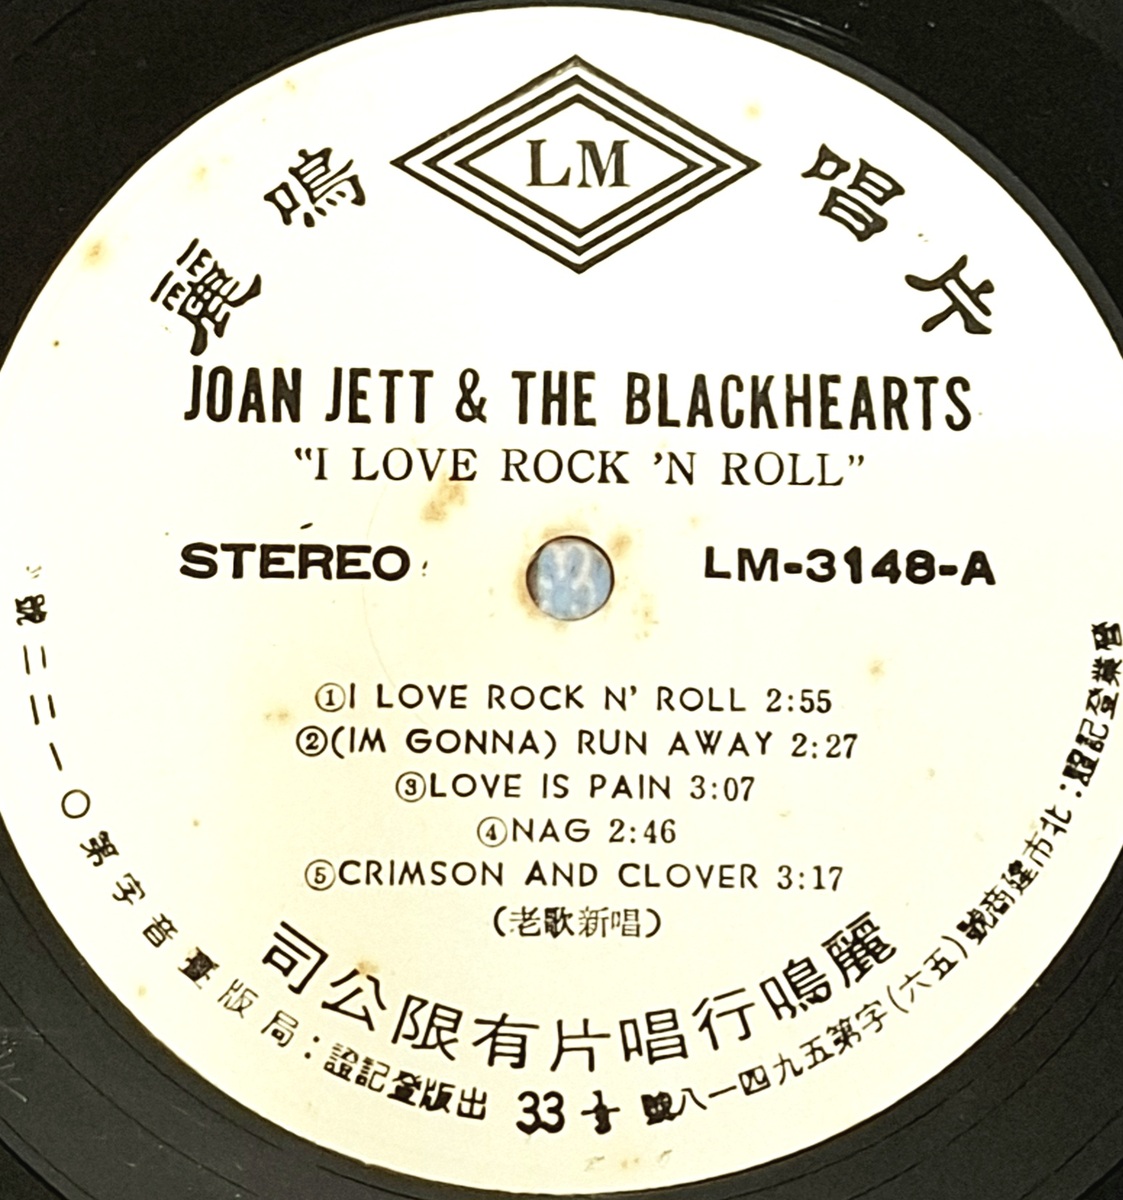 LM
麗鳴唱片
JOAN JETT & THE BLACKHEARTS
"I LOVE ROCK 'N ROLL"
STEREO
LM-3148-A
①I LOVE ROCK N' ROLL 2:55
②(IM GONNA) RUN AWAY 2:27
③LOVE IS PAIN 3:07
④NAG 2:46
⑤CRIMSON AND CLOVER 3:17
(老歌新唱)
麗鳴行唱片有限公司
營業登記證:北市建商號(六五)字第五九四一八號
33⅓
出版登記證:局版臺音字第〇一二二號